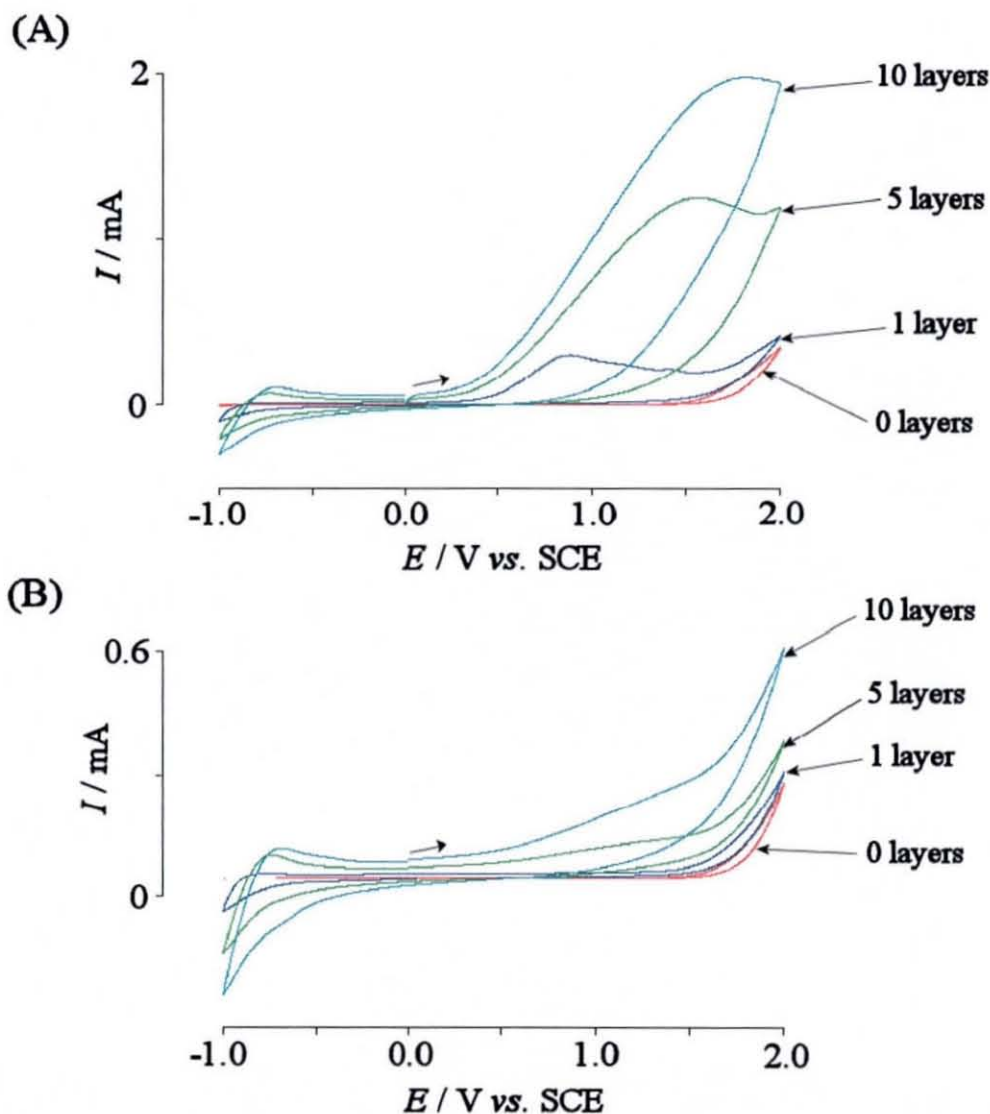 (A)
2
I / mA
0
10 layers
5 layers
1 layer
0 layers
-1.0 0.0 1.0 2.0
E / V vs. SCE
(B)
0.6
I / mA
0
10 layers
5 layers
1 layer
0 layers
-1.0 0.0 1.0 2.0
E / V vs. SCE